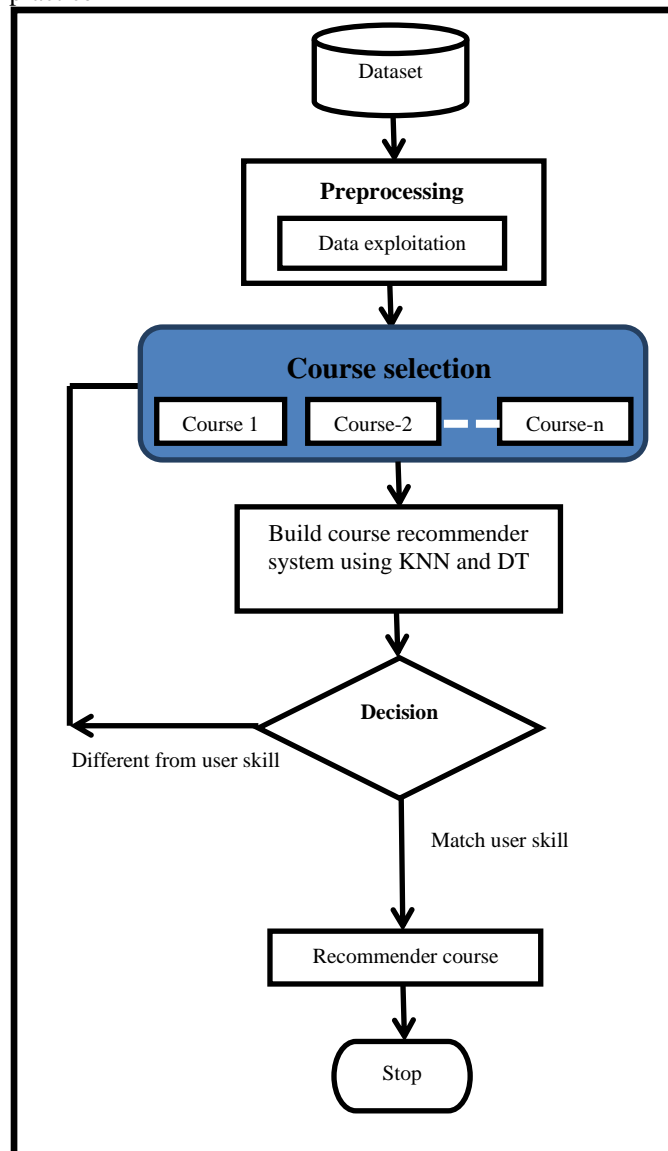 Dataset
Preprocessing
Data exploitation
Course selection
Course 1
Course-2
Course-n
Build course recommender
system using KNN and DT
Decision
Different from user skill
Match user skill
Recommender course
Stop